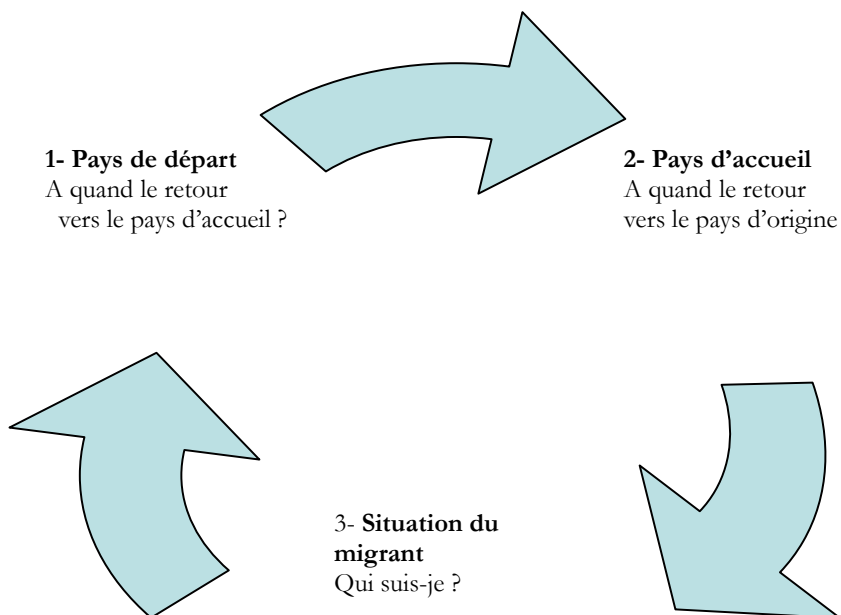 1- Pays de départ
A quand le retour
vers le pays d’accueil ?
2- Pays d’accueil
A quand le retour
vers le pays d’origine
3- Situation du
migrant
Qui suis-je ?